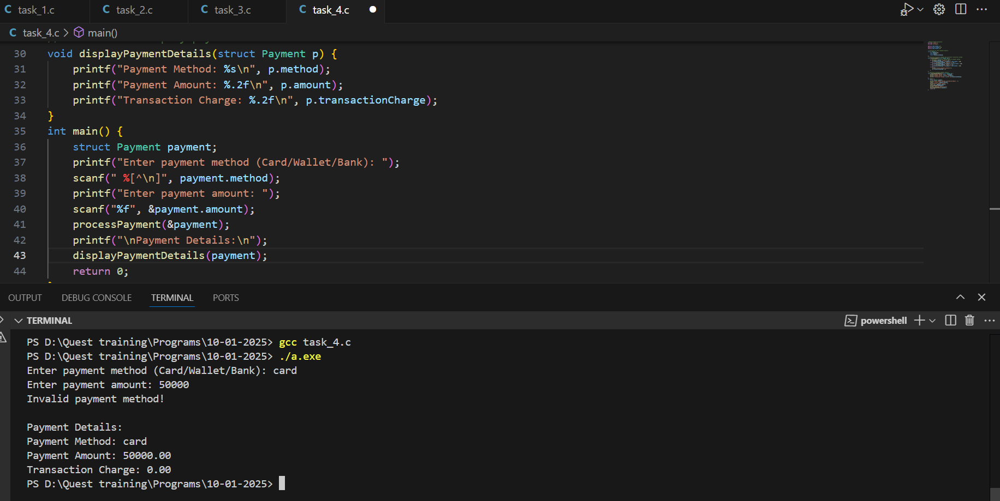 C task_1.c C task_2.c C task_3.c C task_4.c
C task_4.c > main()
30 void displayPaymentDetails(struct Payment p) {
31     printf("Payment Method: %s\n", p.method);
32     printf("Payment Amount: %.2f\n", p.amount);
33     printf("Transaction Charge: %.2f\n", p.transactionCharge);
34 }
35 int main() {
36     struct Payment payment;
37     printf("Enter payment method (Card/Wallet/Bank): ");
38     scanf(" %[^\n]", payment.method);
39     printf("Enter payment amount: ");
40     scanf("%f", &payment.amount);
41     processPayment(&payment);
42     printf("\nPayment Details:\n");
43     displayPaymentDetails(payment);
44     return 0;
OUTPUT DEBUG CONSOLE TERMINAL PORTS
TERMINAL powershell
PS D:\Quest training\Programs\10-01-2025> gcc task_4.c
PS D:\Quest training\Programs\10-01-2025> ./a.exe
Enter payment method (Card/Wallet/Bank): card
Enter payment amount: 50000
Invalid payment method!

Payment Details:
Payment Method: card
Payment Amount: 50000.00
Transaction Charge: 0.00
PS D:\Quest training\Programs\10-01-2025>